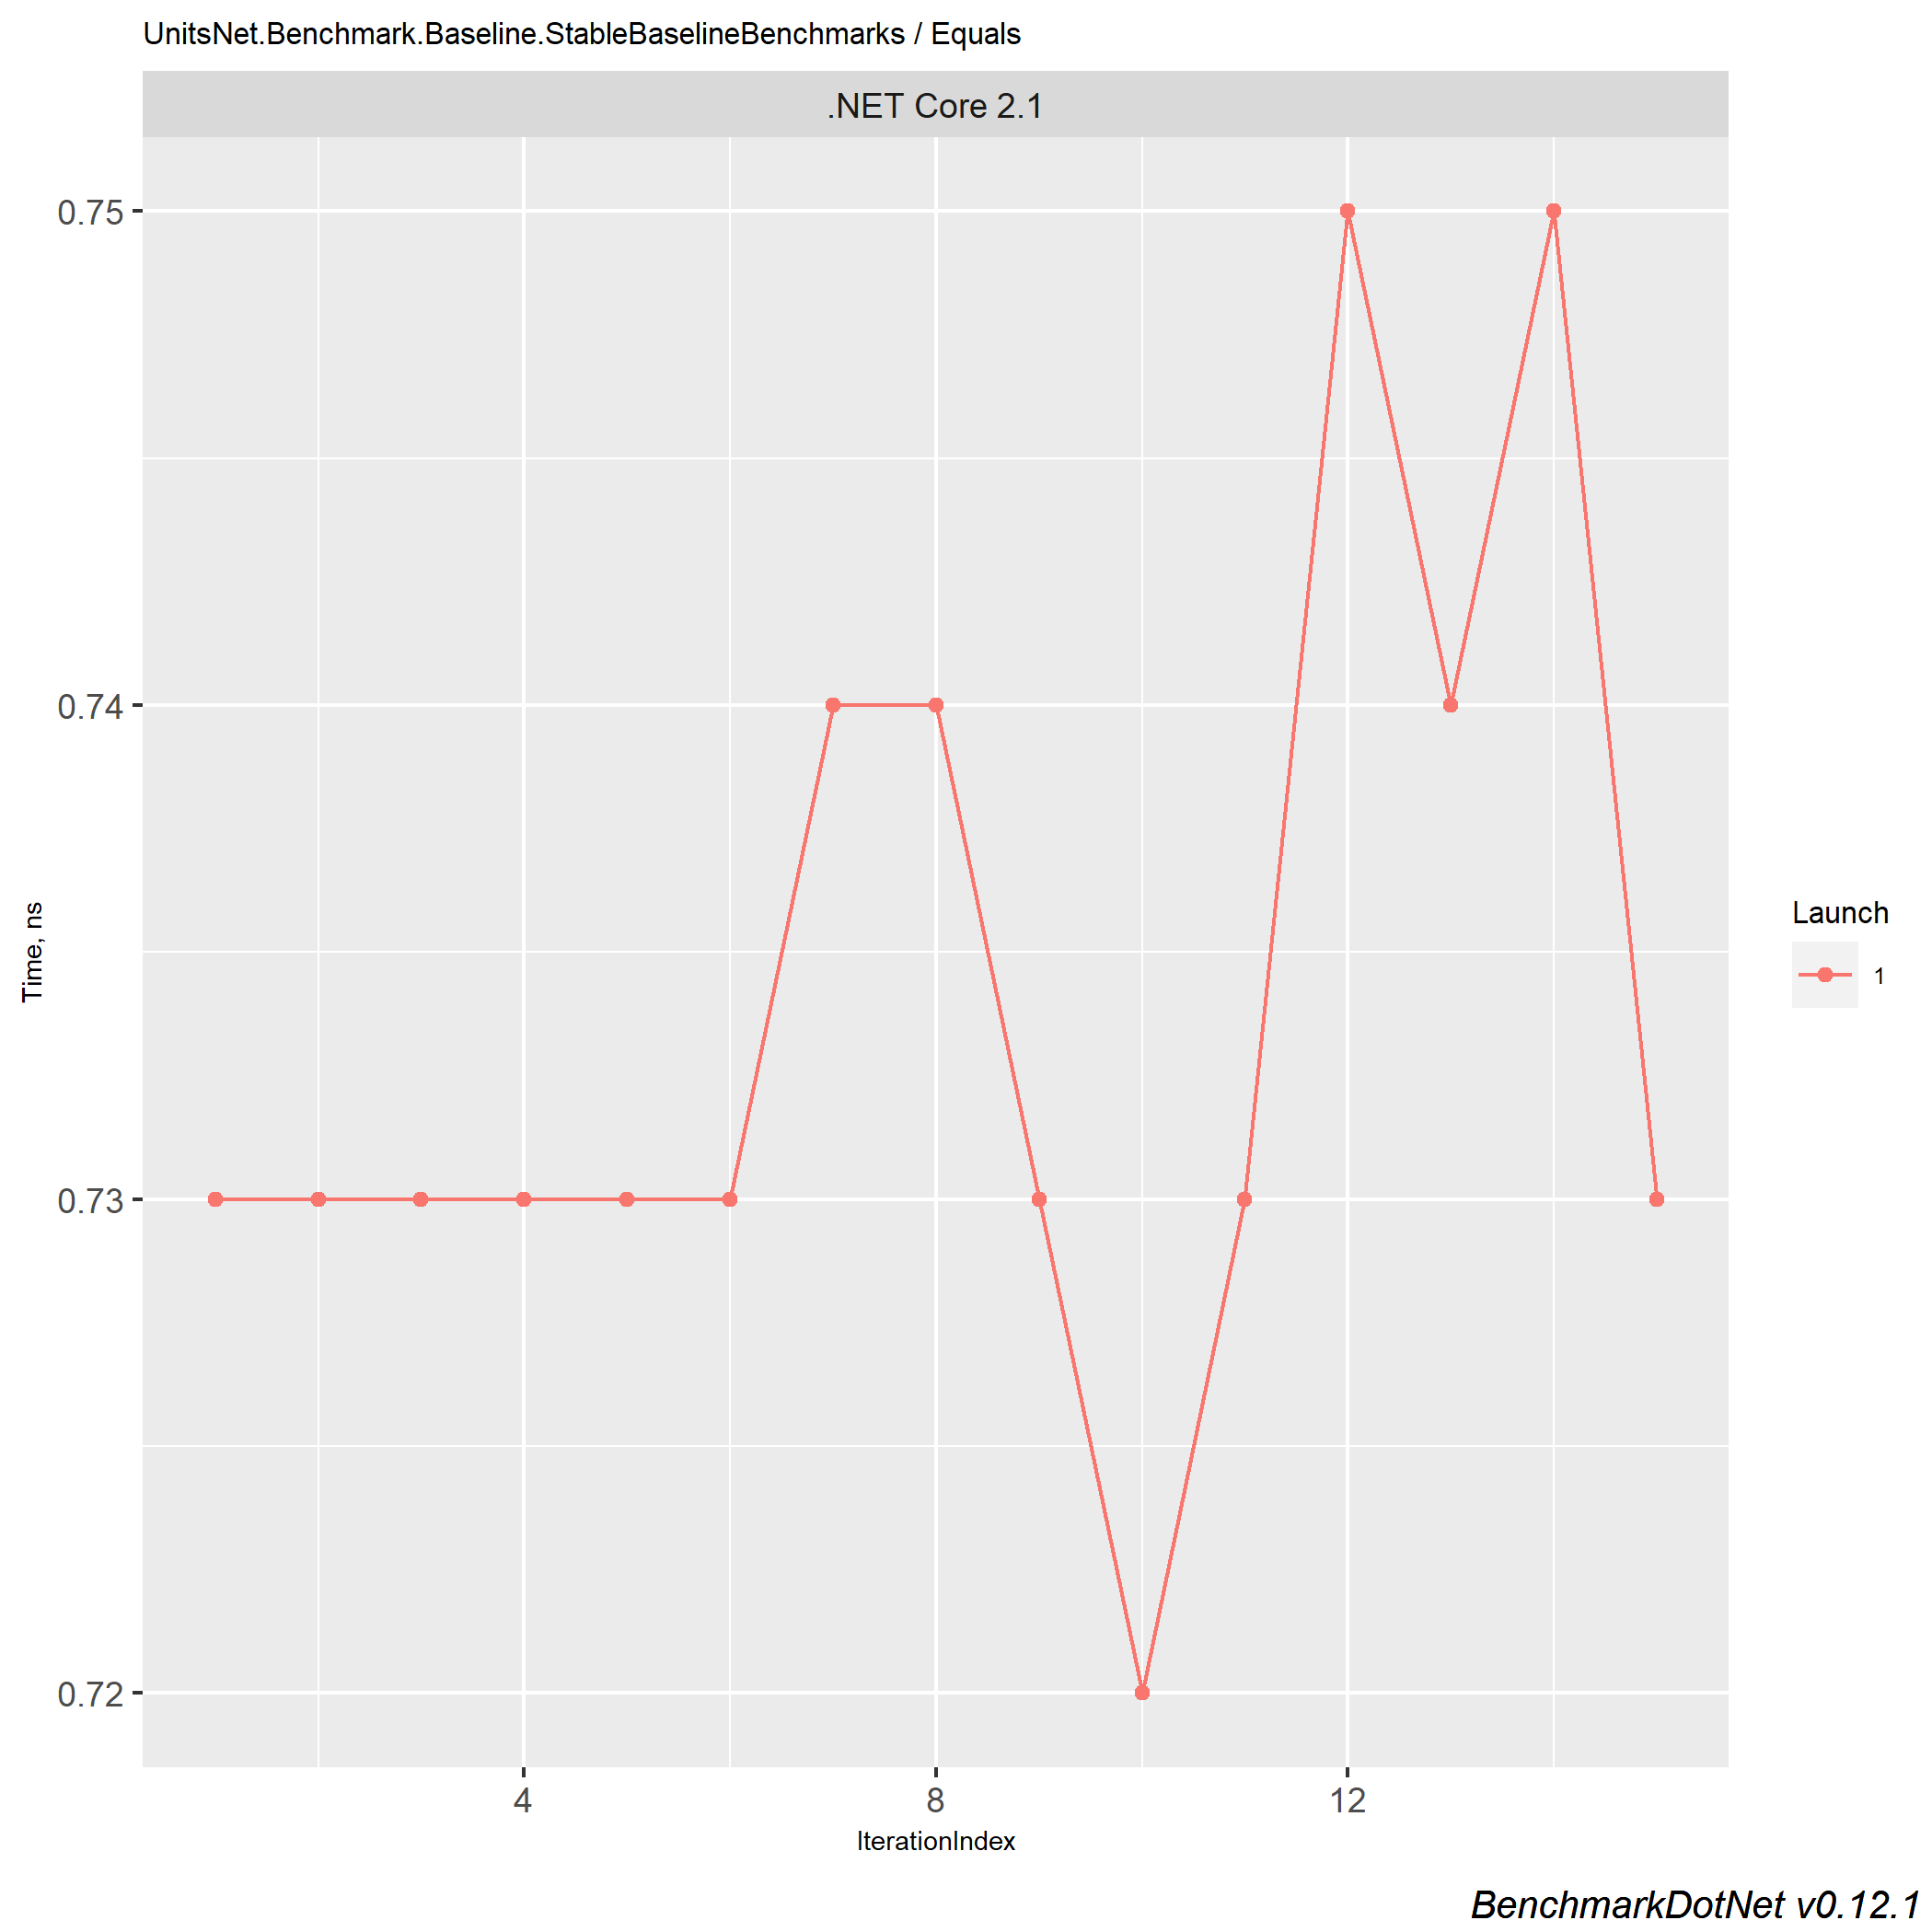 UnitsNet.Benchmark.Baseline.StableBaselineBenchmarks / Equals
.NET Core 2.1
0.75
0.74
0.73
0.72
Time, ns
4
8
12
IterationIndex
Launch
1
BenchmarkDotNet v0.12.1